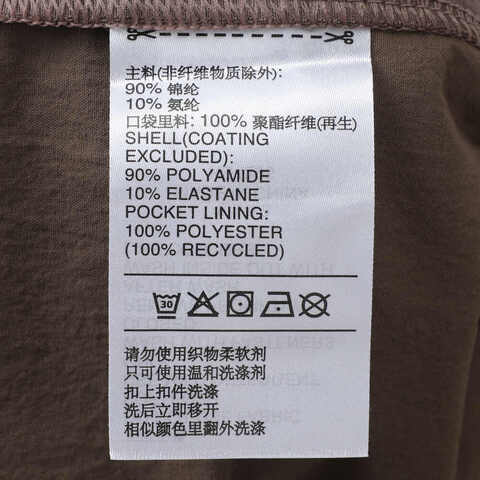 主料(非纤维物质除外):
90% 锦纶
10% 氨纶
口袋里料: 100% 聚酯纤维(再生)
SHELL(COATING
EXCLUDED):
90% POLYAMIDE
10% ELASTANE
POCKET LINING:
100% POLYESTER
(100% RECYCLED)
30
请勿使用织物柔软剂
只可使用温和洗涤剂
扣上扣件洗涤
洗后立即移开
相似颜色里翻外洗涤